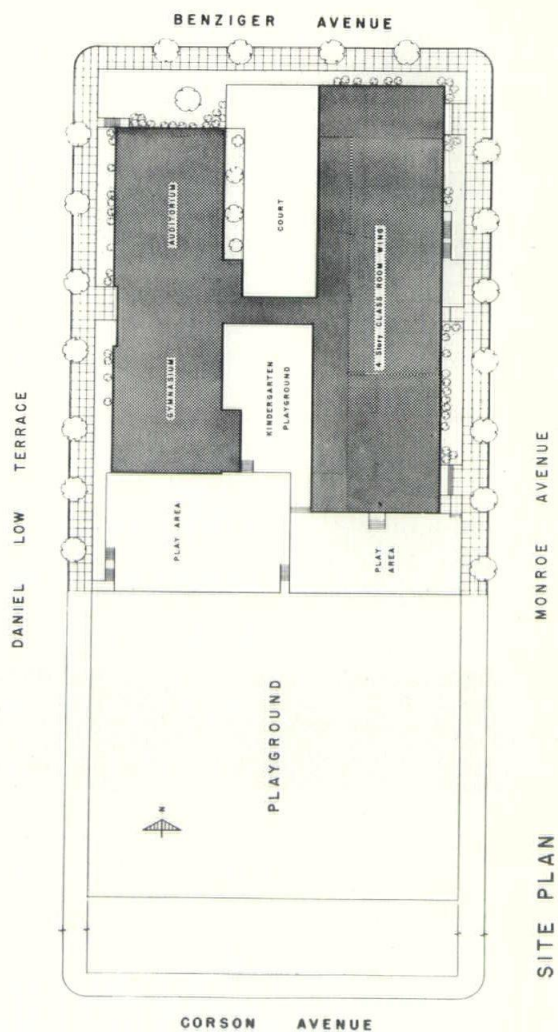 BENZIGER AVENUE
AUDITORIUM
COURT
4 Story CLASS ROOM WING
GYMNASIUM
KINDERGARTEN
PLAYGROUND
DANIEL LOW TERRACE
MONROE AVENUE
PLAY AREA
PLAY
AREA
PLAYGROUND
N
SITE PLAN
CORSON AVENUE